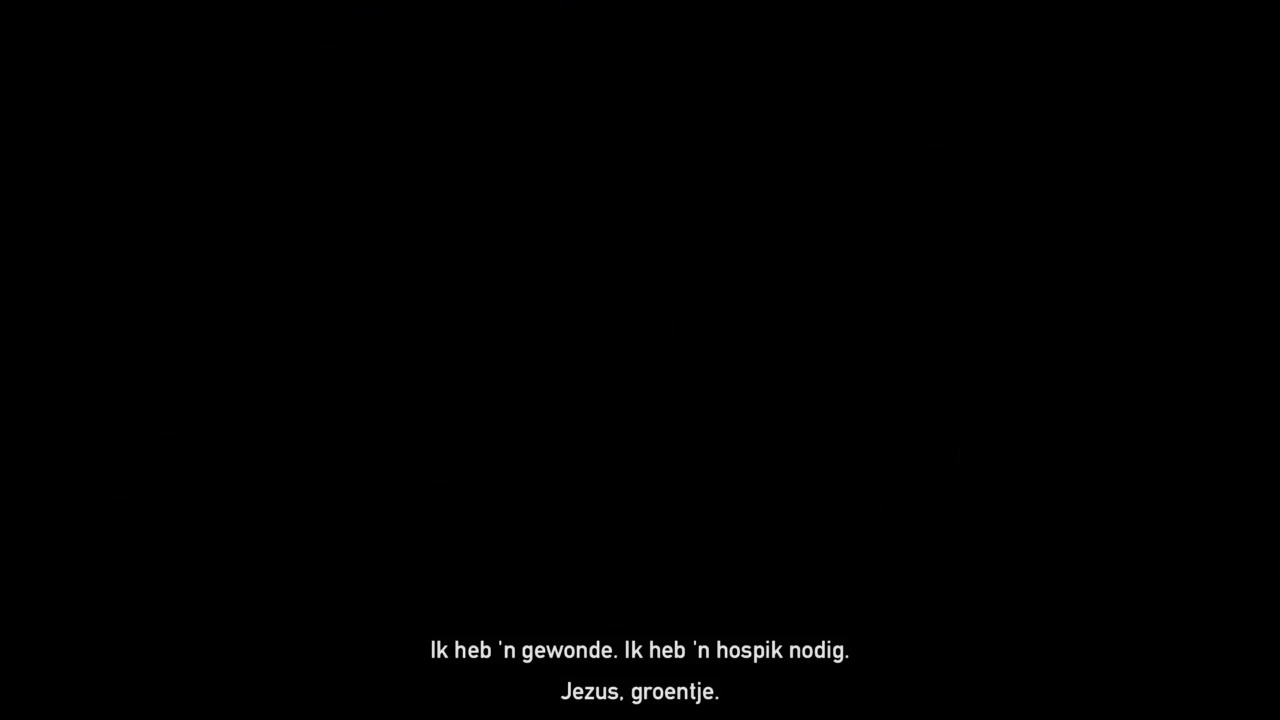 Ik heb 'n gewonde. Ik heb 'n hospik nodig.
Jezus, groentje.